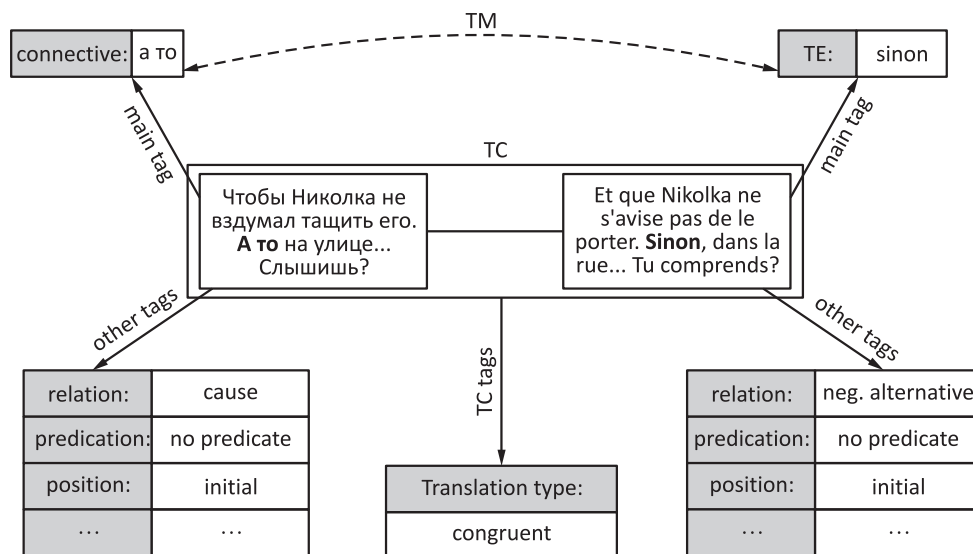 TM
connective: а то
TE: sinon
main tag
main tag
TC
Чтобы Николка не
вздумал тащить его.
А то на улице...
Слышишь?
Et que Nikolka ne
s'avise pas de le
porter. Sinon, dans la
rue... Tu comprends?
other tags
TC tags
other tags
relation: cause
predication: no predicate
position: initial
... ...
Translation type:
congruent
relation: neg. alternative
predication: no predicate
position: initial
... ...